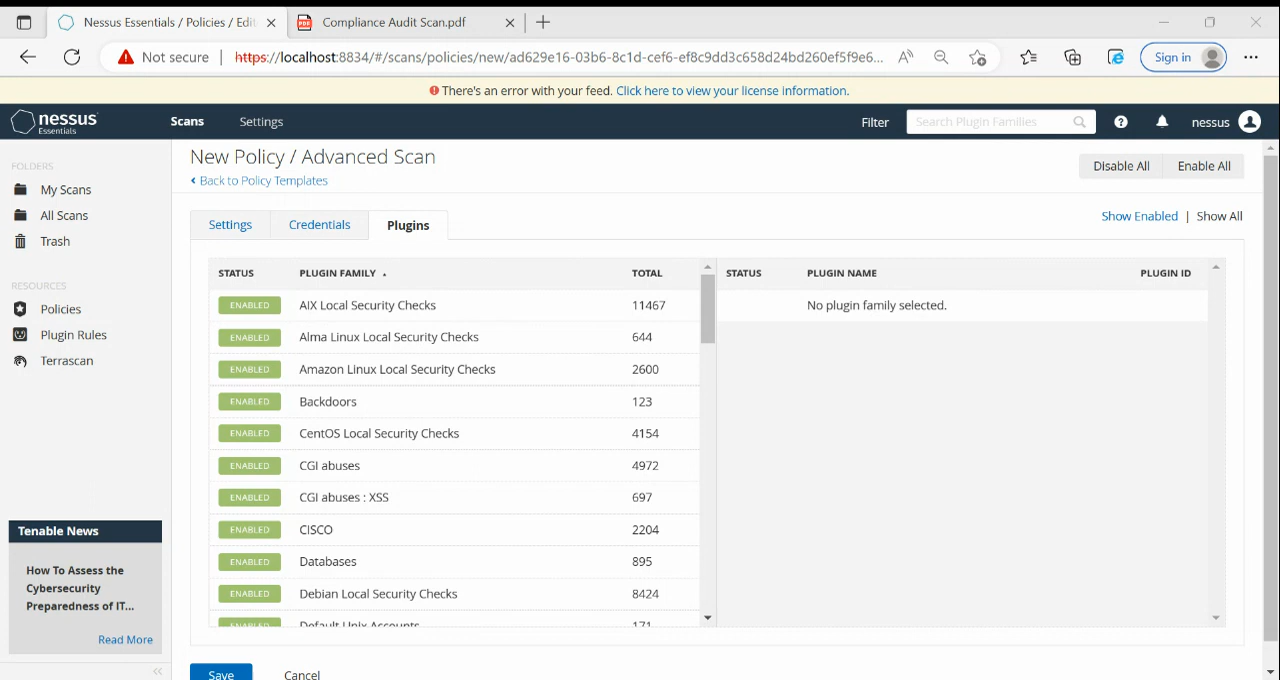 Nessus Essentials / Policies / Edit
Compliance Audit Scan.pdf
Not secure
https://localhost:8834/#/scans/policies/new/ad629e16-03b6-8c1d-cef6-ef8c9dd3c658d24bd260ef5f9e6...
Sign in
There's an error with your feed. Click here to view your license information.
nessus
Essentials
Scans
Settings
Filter
Search Plugin Families
nessus
FOLDERS
My Scans
All Scans
Trash
RESOURCES
Policies
Plugin Rules
Terrascan
Tenable News
How To Assess the
Cybersecurity
Preparedness of IT...
Read More
New Policy / Advanced Scan
Back to Policy Templates
Disable All
Enable All
Settings
Credentials
Plugins
Show Enabled | Show All
STATUS PLUGIN FAMILY TOTAL
ENABLED AIX Local Security Checks 11467
ENABLED Alma Linux Local Security Checks 644
ENABLED Amazon Linux Local Security Checks 2600
ENABLED Backdoors 123
ENABLED CentOS Local Security Checks 4154
ENABLED CGI abuses 4972
ENABLED CGI abuses : XSS 697
ENABLED CISCO 2204
ENABLED Databases 895
ENABLED Debian Local Security Checks 8424
ENABLED Default Unix Accounts 171
STATUS PLUGIN NAME PLUGIN ID
No plugin family selected.
Save
Cancel